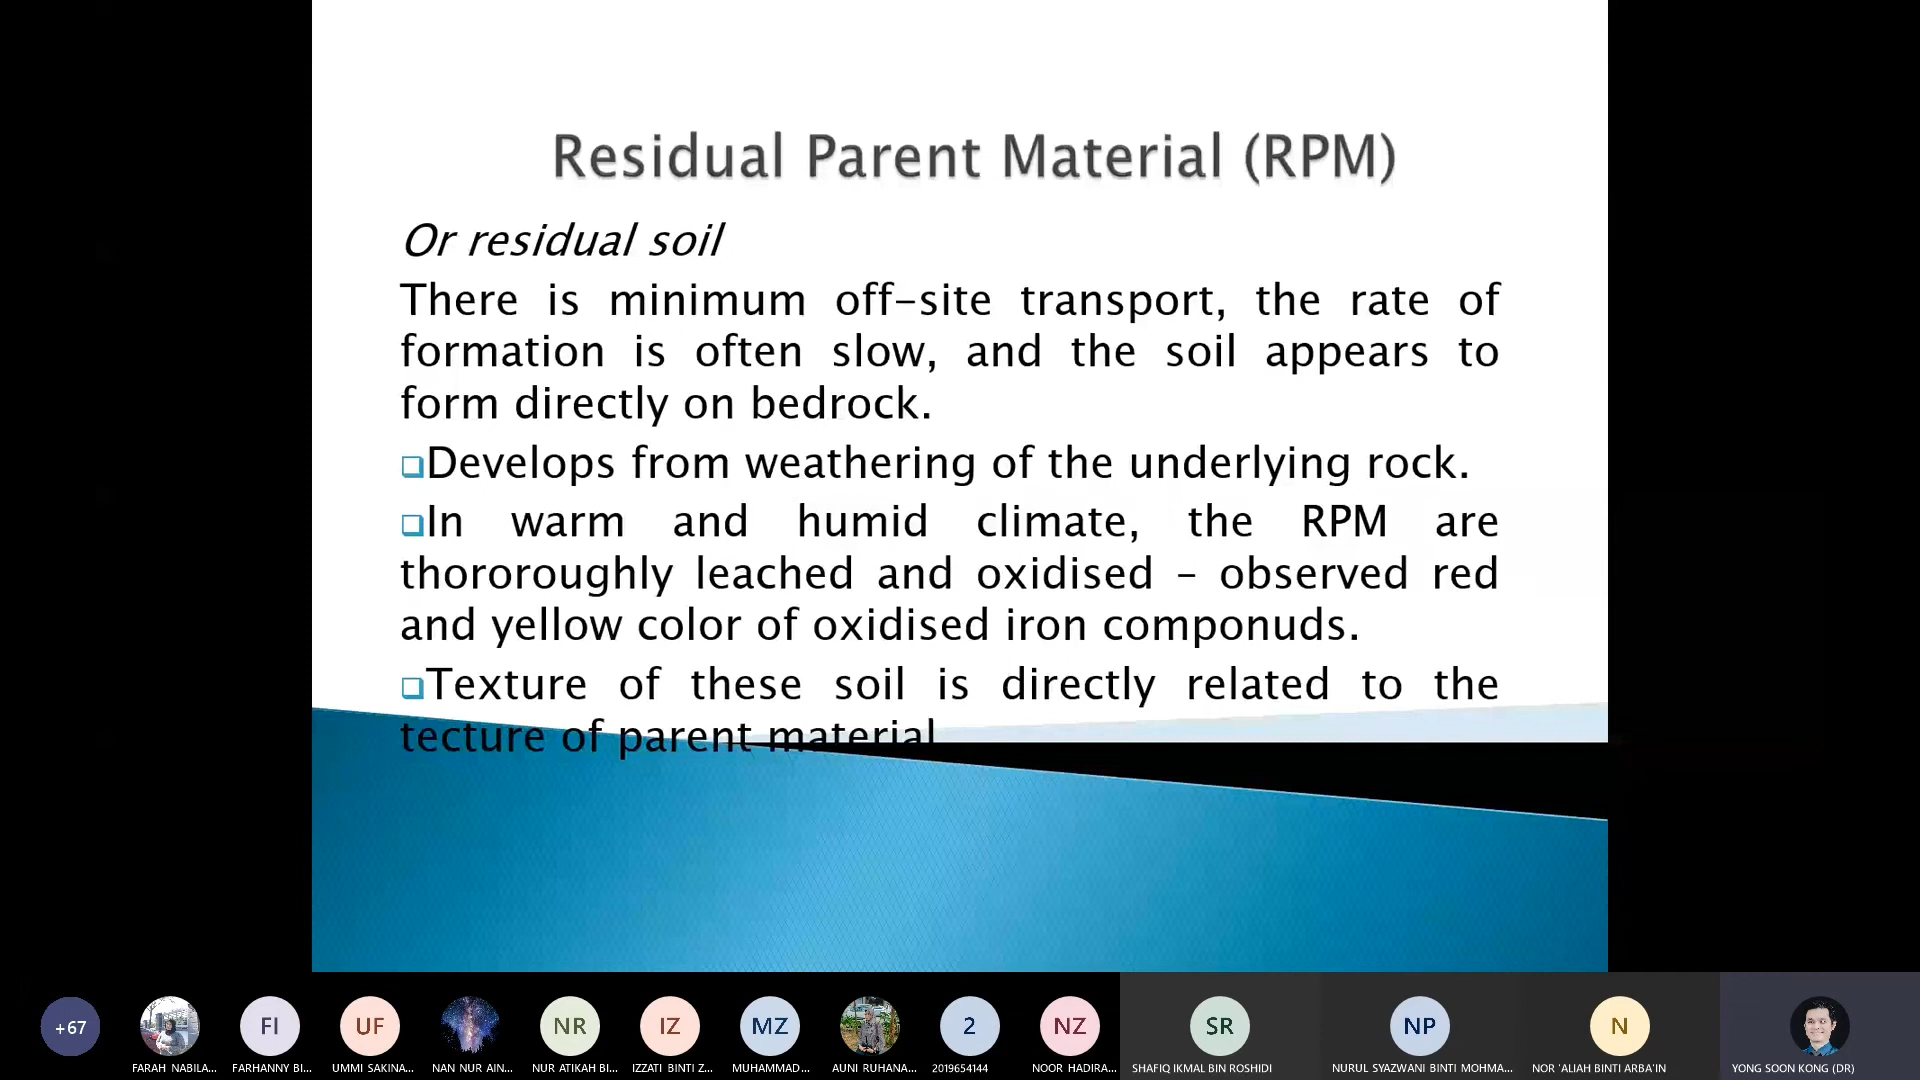 Residual Parent Material (RPM)
Or residual soil
There is minimum off-site transport, the rate of
formation is often slow, and the soil appears to
form directly on bedrock.
❑Develops from weathering of the underlying rock.
❑In warm and humid climate, the RPM are
thororoughly leached and oxidised – observed red
and yellow color of oxidised iron componuds.
❑Texture of these soil is directly related to the
tecture of parent material
+67
FI
UF
NR
IZ
MZ
2
NZ
SR
NP
N
FARAH NABILA...
FARHANNY BI...
UMMI SAKINA...
NAN NUR AIN...
NUR ATIKAH BI...
IZZATI BINTI Z...
MUHAMMAD...
AUNI RUHANA...
2019654144
NOOR HADIRA...
SHAFIQ IKMAL BIN ROSHIDI
NURUL SYAZWANI BINTI MOHMA...
NOR 'ALIAH BINTI ARBA'IN
YONG SOON KONG (DR)